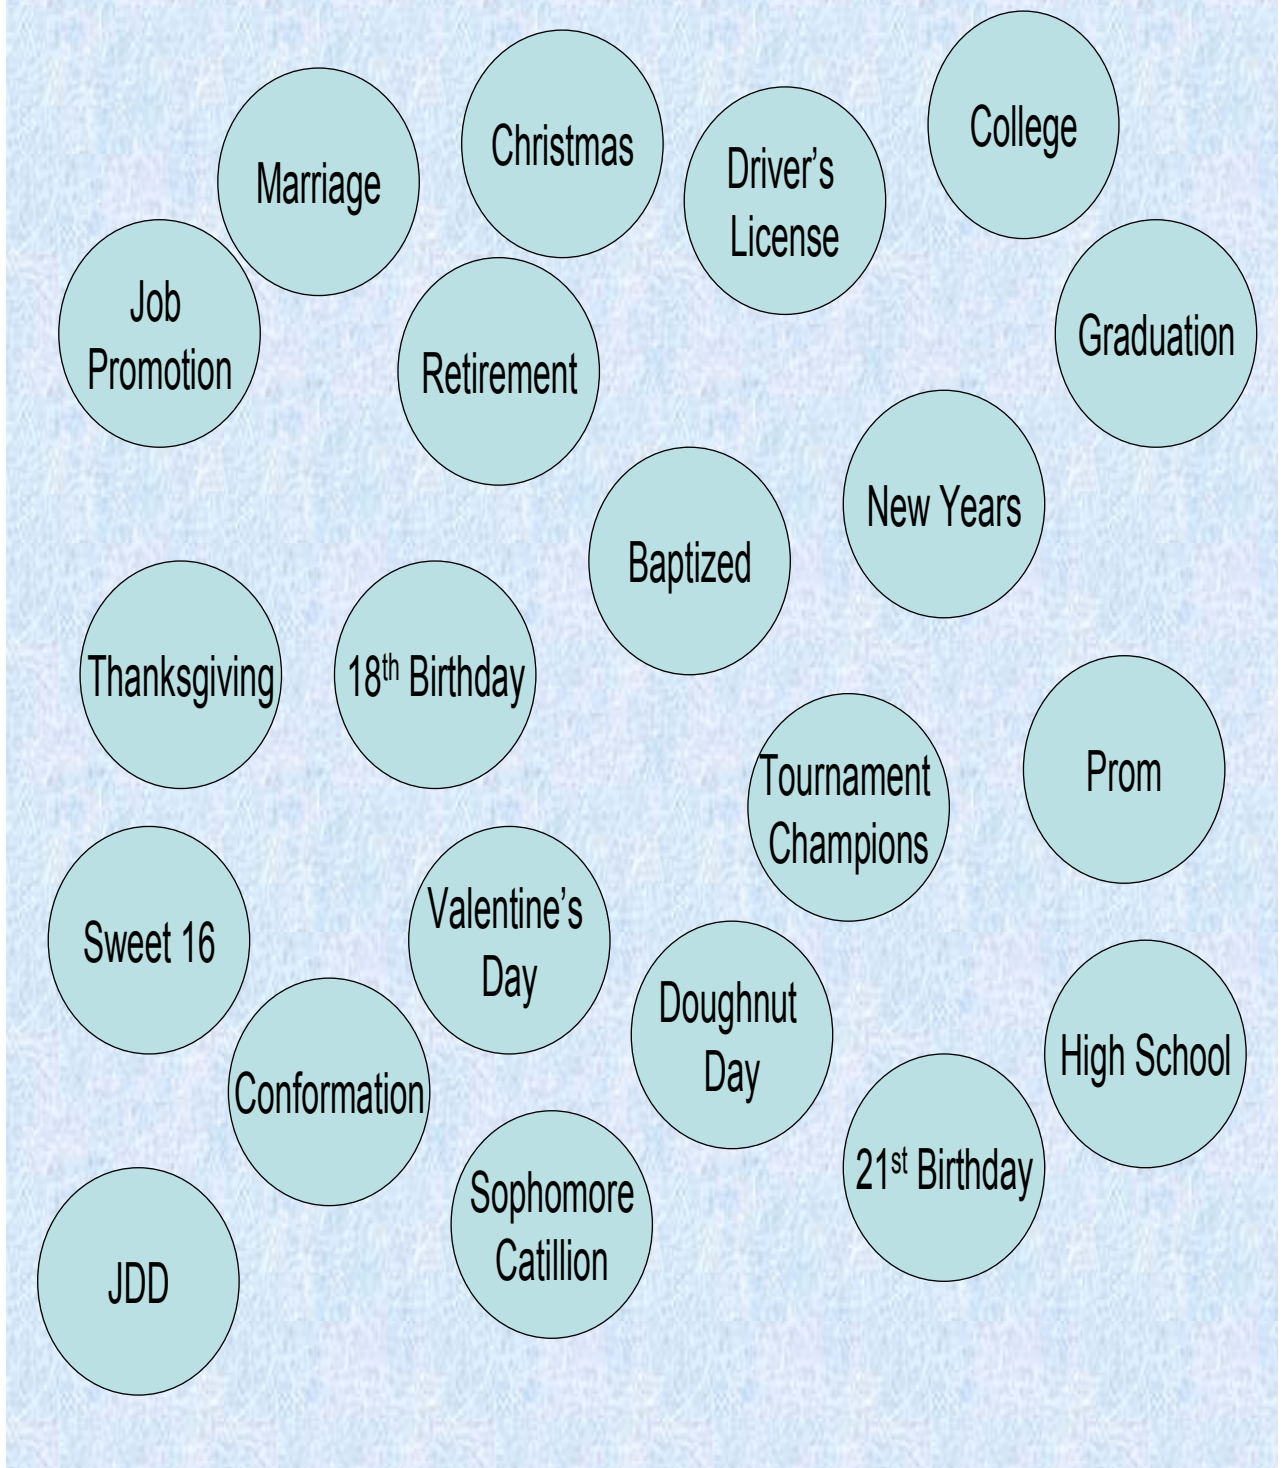 College
Christmas
Driver’s
License
Marriage
Job
Promotion
Graduation
Retirement
New Years
Baptized
Thanksgiving
18th Birthday
Tournament
Champions
Prom
Sweet 16
Valentine’s
Day
Doughnut
Day
High School
Conformation
21st Birthday
Sophomore
Catillion
JDD